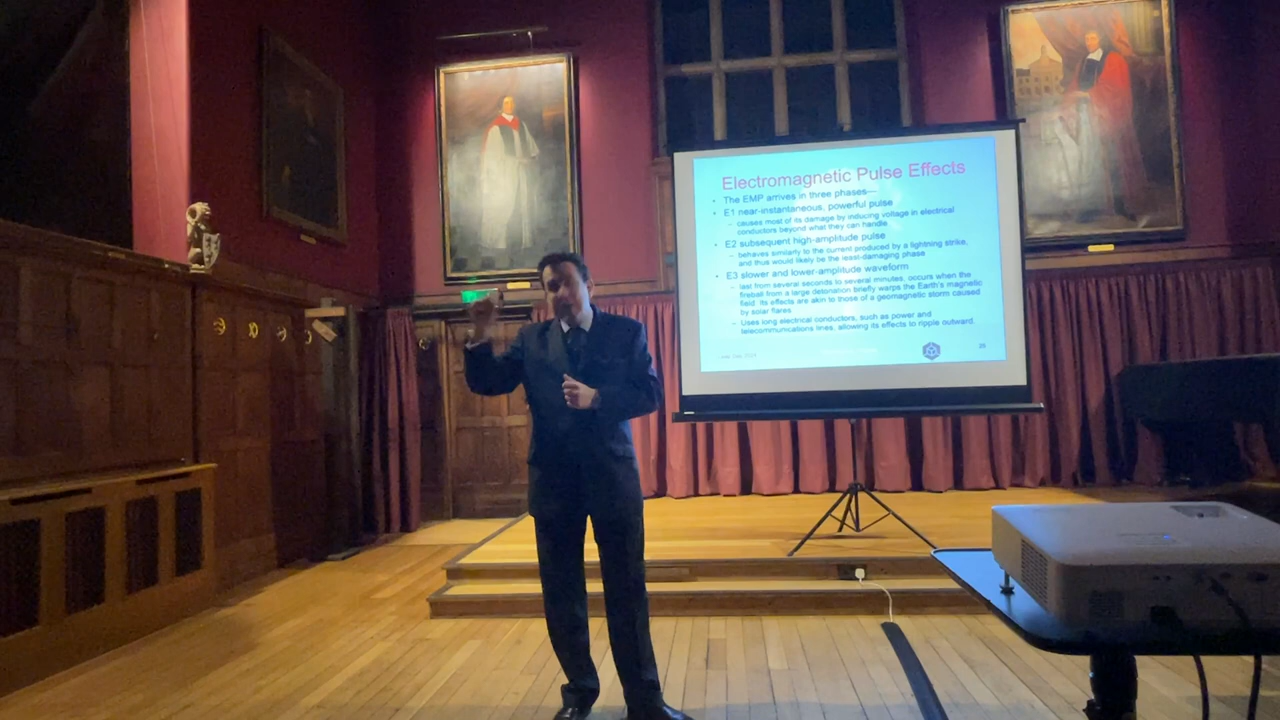 Electromagnetic Pulse Effects
• The EMP arrives in three phases—
• E1 near-instantaneous, powerful pulse
– causes most of its damage by inducing voltage in electrical
conductors beyond what they can handle
• E2 subsequent high-amplitude pulse
– behaves similarly to the current produced by a lightning strike,
and thus would likely be the least-damaging phase
• E3 slower and lower-amplitude waveform
– last from several seconds to several minutes, occurs when the
fireball from a large detonation briefly warps the Earth's magnetic
field. Its effects are akin to those of a geomagnetic storm caused
by solar flares.
– Uses long electrical conductors, such as power and
telecommunications lines, allowing its effects to ripple outward.